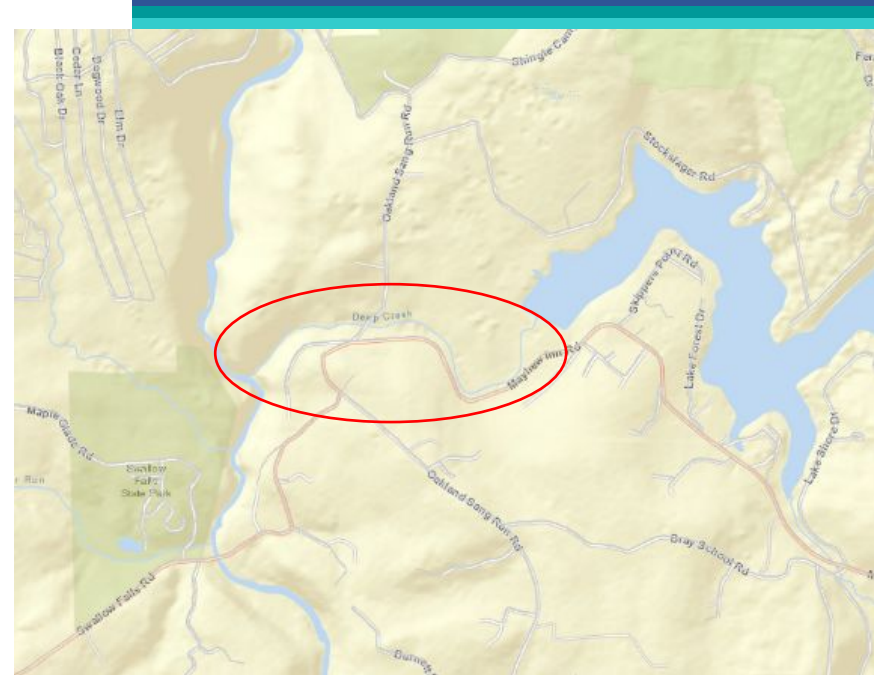 Shingle Cam
Fe
Black Oak Dr
Cedar Ln
Dogwood Dr
Elm Dr
Oakland Sang Run Rd
Stockslager Rd
Skippers Point Rd
Deep Creek
Mayhew Inn Rd
Lake Forest Dr
Maple Glade Rd
Lake Shore Dr
r Run
Swallow
Falls
State Park
Oakland Sang Run Rd
Bray School Rd
Swallow Falls Rd
M